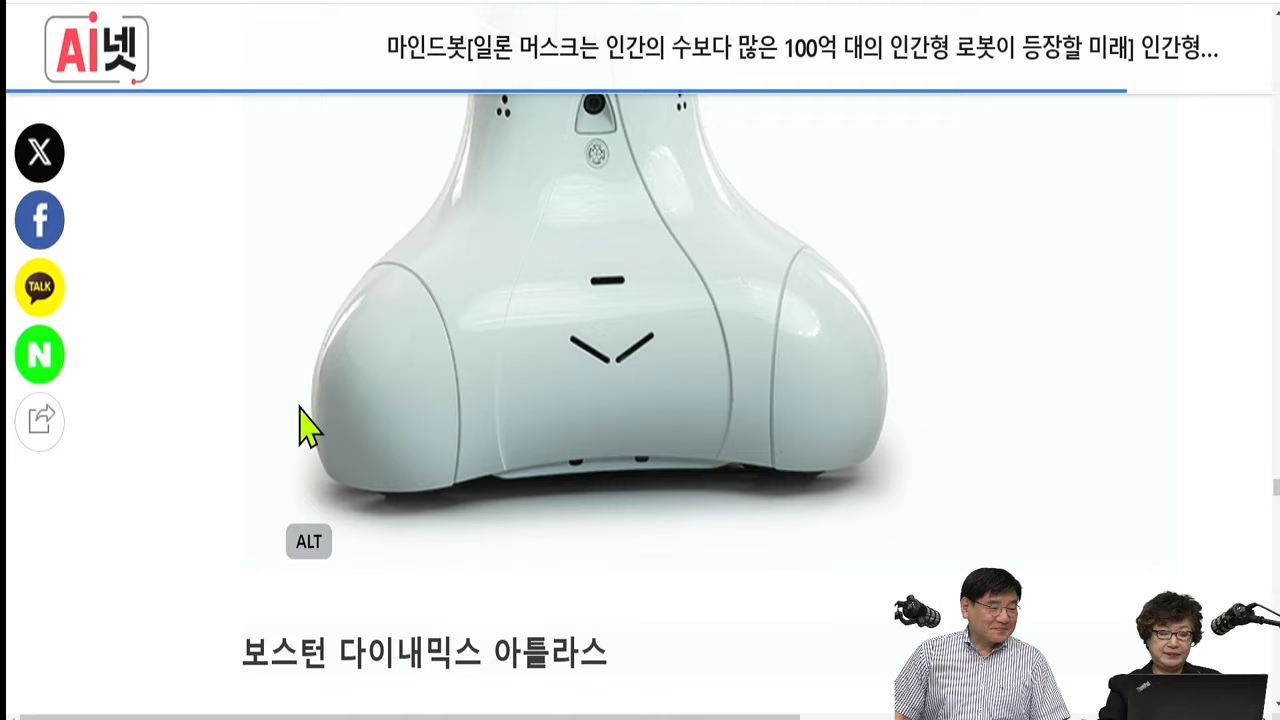 Ai넷
마인드봇[일론 머스크는 인간의 수보다 많은 100억 대의 인간형 로봇이 등장할 미래] 인간형...
X
f
TALK
N
ALT
보스턴 다이내믹스 아틀라스
ThinkPad